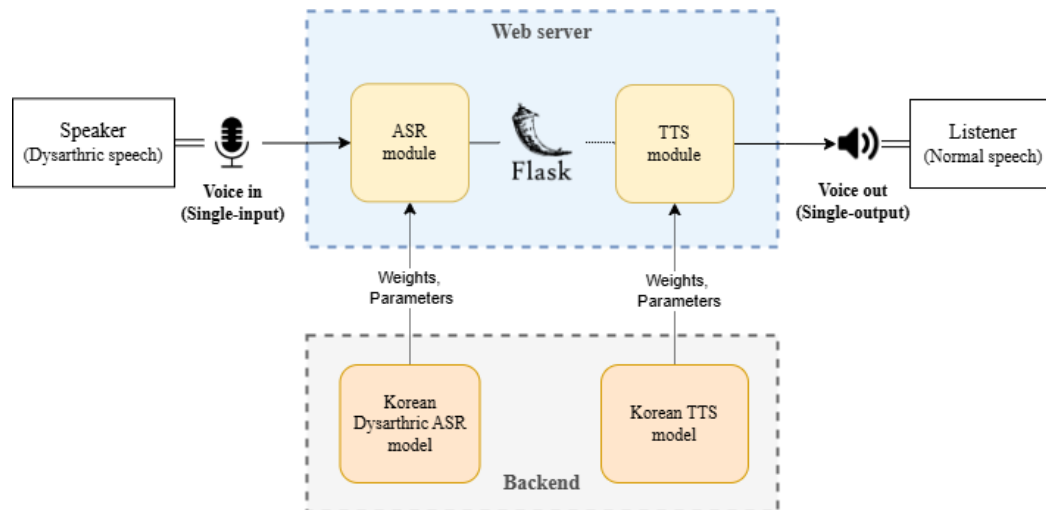 Web server
Speaker
(Dysarthric speech)
Voice in
(Single-input)
ASR
module
Flask
TTS
module
Voice out
(Single-output)
Listener
(Normal speech)
Weights,
Parameters
Weights,
Parameters
Korean
Dysarthric ASR
model
Korean TTS
model
Backend